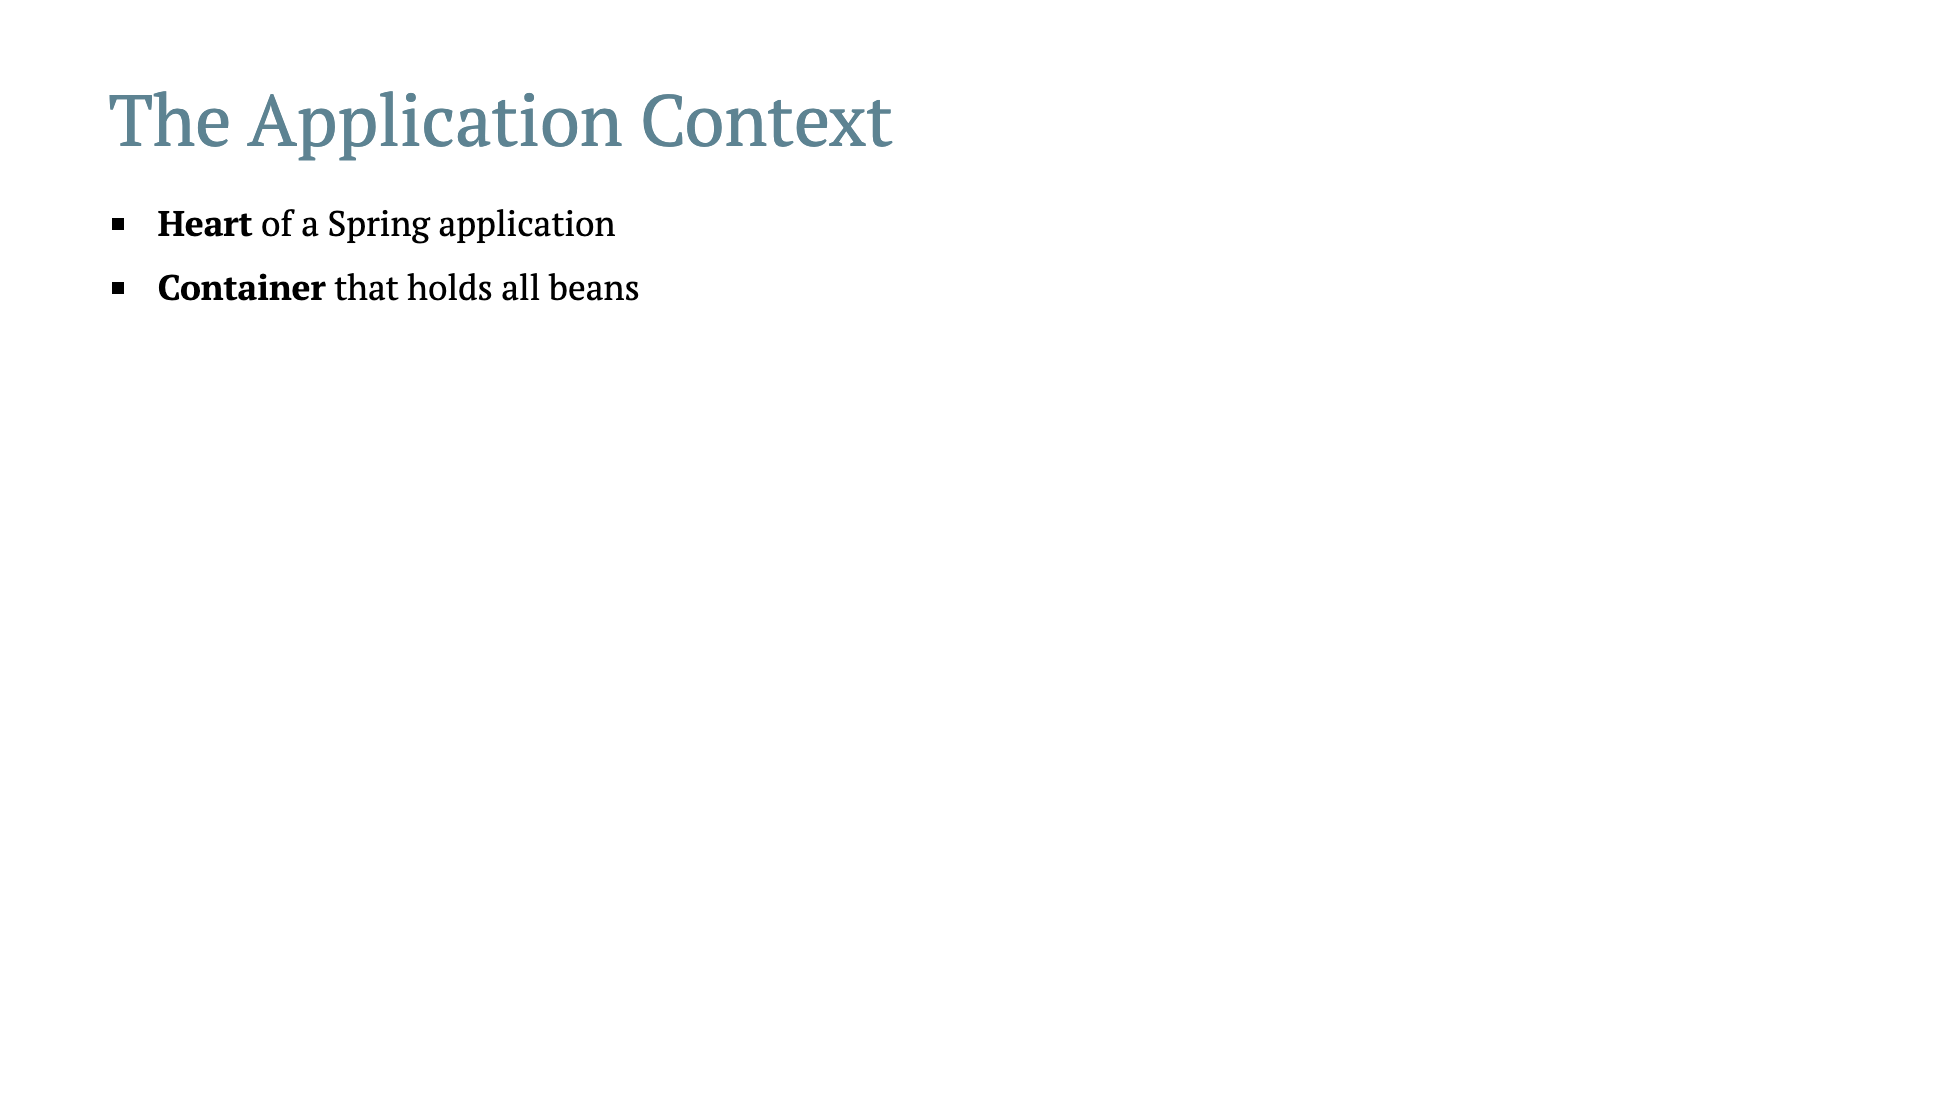 The Application Context
▪ Heart of a Spring application
▪ Container that holds all beans